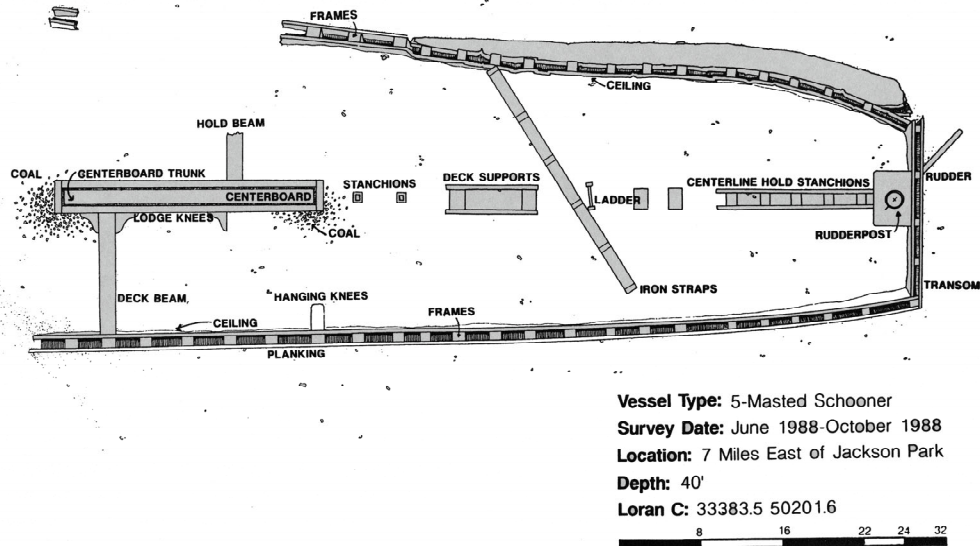 FRAMES
CEILING
HOLD BEAM
COAL
CENTERBOARD TRUNK
CENTERBOARD
STANCHIONS
DECK SUPPORTS
LADDER
CENTERLINE HOLD STANCHIONS
RUDDER
LODGE KNEES
COAL
RUDDERPOST
DECK BEAM
HANGING KNEES
IRON STRAPS
TRANSOM
CEILING
FRAMES
PLANKING
Vessel Type: 5-Masted Schooner
Survey Date: June 1988-October 1988
Location: 7 Miles East of Jackson Park
Depth: 40'
Loran C: 33383.5 50201.6
8 16 22 24 32